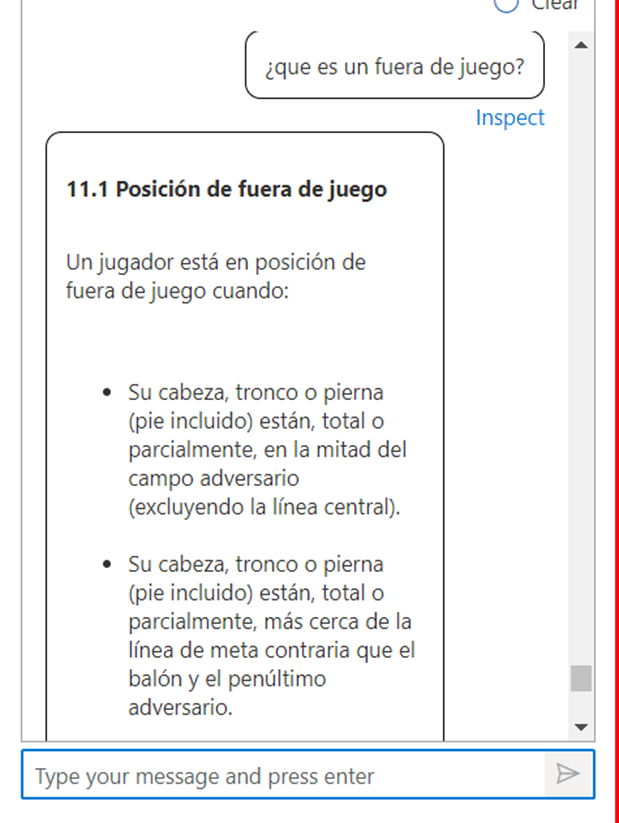 Clear
¿que es un fuera de juego?
Inspect
11.1 Posición de fuera de juego
Un jugador está en posición de
fuera de juego cuando:
• Su cabeza, tronco o pierna
(pie incluido) están, total o
parcialmente, en la mitad del
campo adversario
(excluyendo la línea central).
• Su cabeza, tronco o pierna
(pie incluido) están, total o
parcialmente, más cerca de la
línea de meta contraria que el
balón y el penúltimo
adversario.
Type your message and press enter